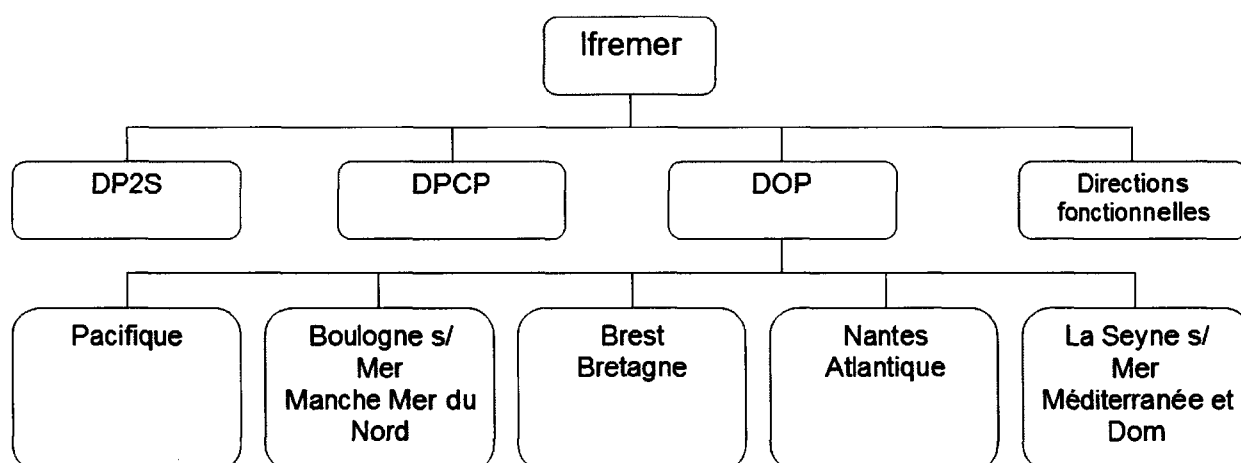 Ifremer
DP2S
DPCP
DOP
Directions
fonctionnelles
Pacifique
Boulogne s/
Mer
Manche Mer du
Nord
Brest
Bretagne
Nantes
Atlantique
La Seyne s/
Mer
Méditerranée et
Dom